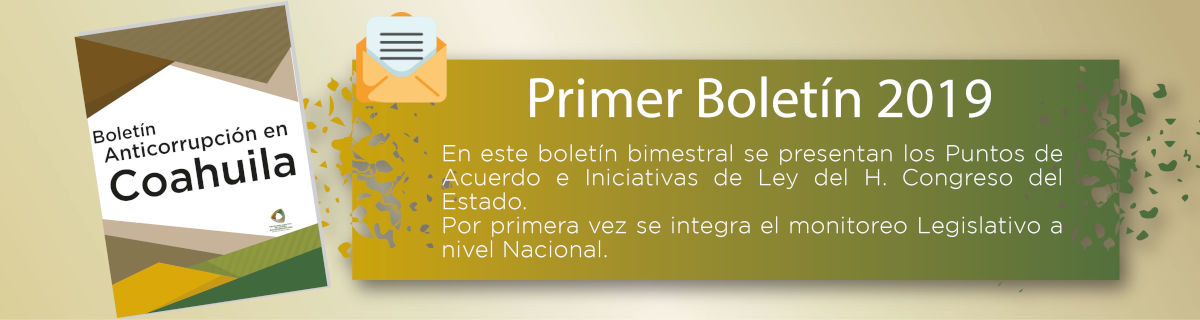 Boletín
Anticorrupción en
Coahuila
Primer Boletín 2019
En este boletín bimestral se presentan los Puntos de
Acuerdo e Iniciativas de Ley del H. Congreso del
Estado.
Por primera vez se integra el monitoreo Legislativo a
nivel Nacional.